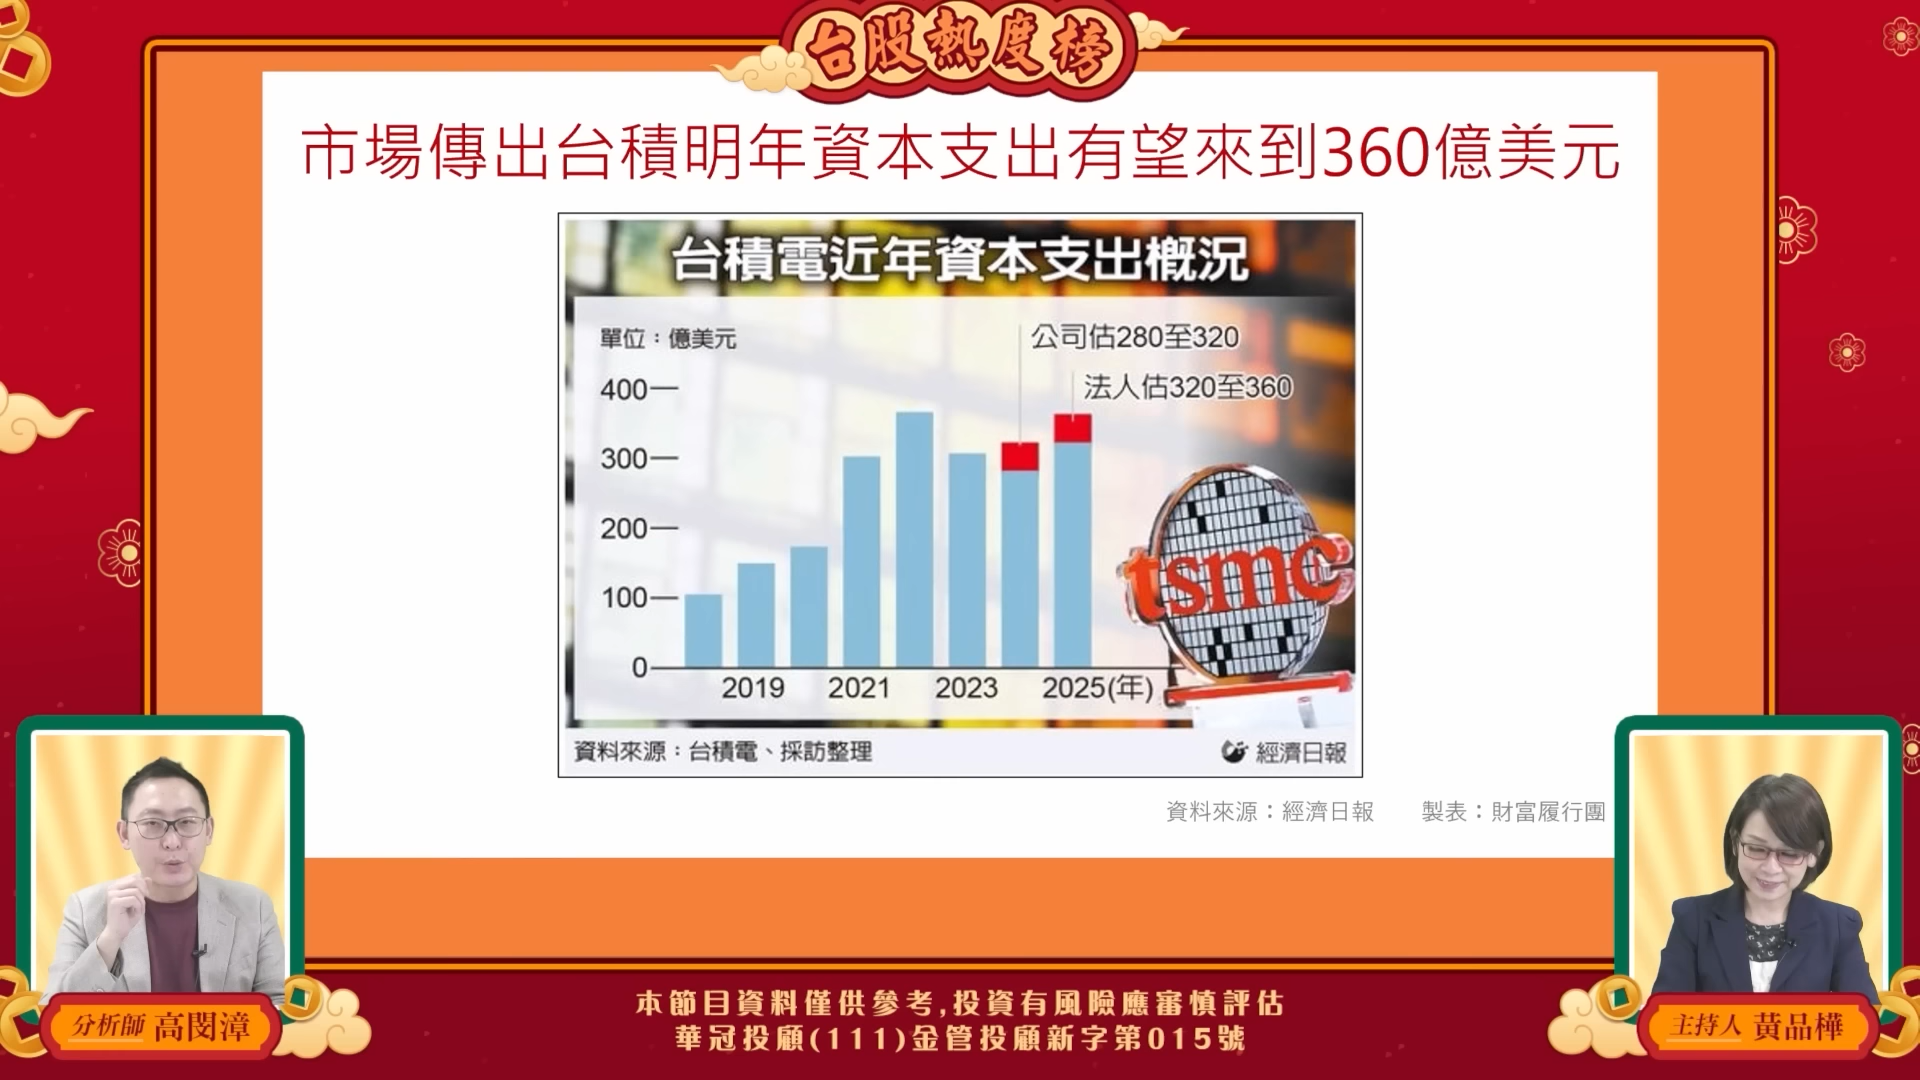 台股熱度榜
市場傳出台積明年資本支出有望來到360億美元
台積電近年資本支出概況
單位：億美元
公司估280至320
法人估320至360
400
300
200
100
0
2019 2021 2023 2025(年)
tsmc
資料來源：台積電、採訪整理
經濟日報
資料來源：經濟日報 製表：財富履行團
分析師 高閔漳
本節目資料僅供參考,投資有風險應審慎評估
華冠投顧(111)金管投顧新字第015號
主持人 黃品樺